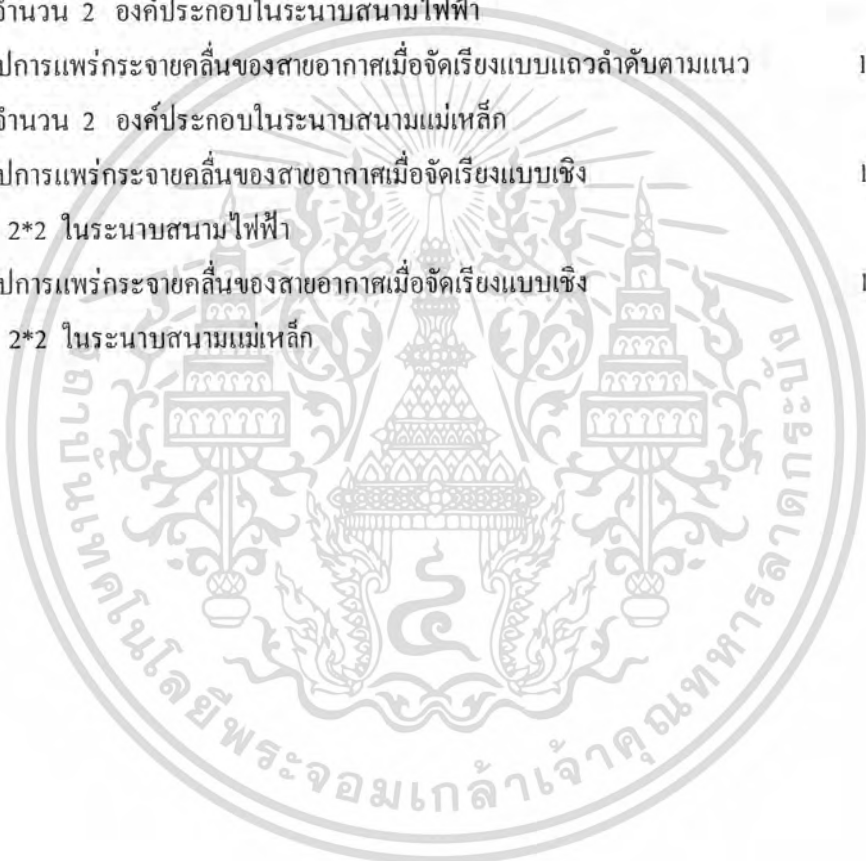 จำนวน 2 องค์ประกอบในระนาบสนามไฟฟ้า
ปการแพร่กระจายคลื่นของสายอากาศเมื่อจัดเรียงแบบแถวลำดับตามแนว 1
จำนวน 2 องค์ประกอบในระนาบสนามแม่เหล็ก
ปการแพร่กระจายคลื่นของสายอากาศเมื่อจัดเรียงแบบเชิง 1
2*2 ในระนาบสนามไฟฟ้า
ปการแพร่กระจายคลื่นของสายอากาศเมื่อจัดเรียงแบบเชิง 1
2*2 ในระนาบสนามแม่เหล็ก
สถาบันเทคโนโลยีพระจอมเกล้าเจ้าคุณทหารลาดกระบัง